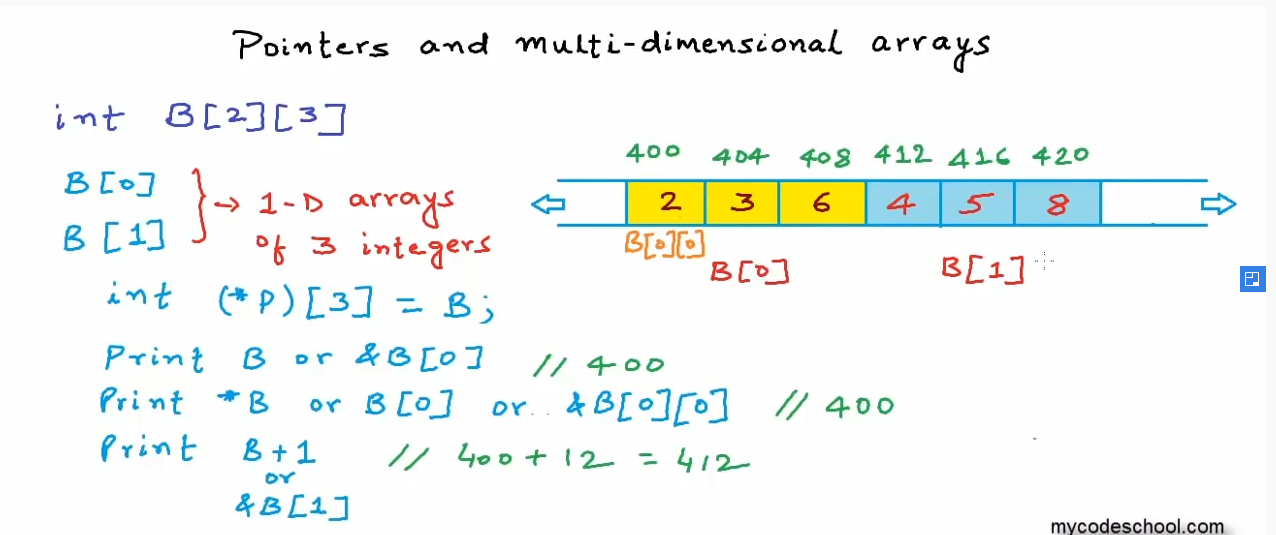 Pointers and multi-dimensional arrays
int B[2][3]
400 404 408 412 416 420
B[0]
B[1]
→ 1-D arrays
of 3 integers
2 3 6 4 5 8
B[0][0]
B[0]
B[1]
int (*P)[3] = B;
Print B or &B[0] // 400
Print *B or B[0] or &B[0][0] // 400
Print B+1 // 400 + 12 = 412
or
&B[1]
mycodeschool.com